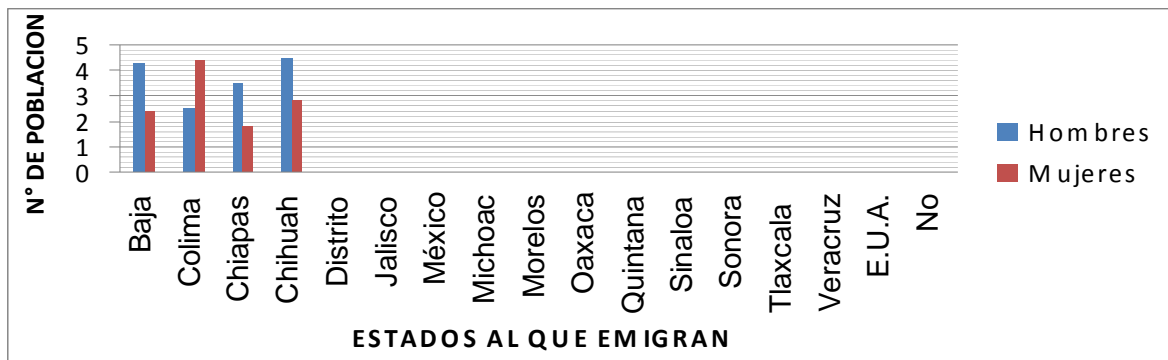 N° DE POBLACION
5
4
3
2
1
0
Baja
Colima
Chiapas
Chihuah
Distrito
Jalisco
México
Michoac
Morelos
Oaxaca
Quintana
Sinaloa
Sonora
Tlaxcala
Veracruz
E.U.A.
No
ESTADOS AL QUE EMIGRAN
Hombres
Mujeres